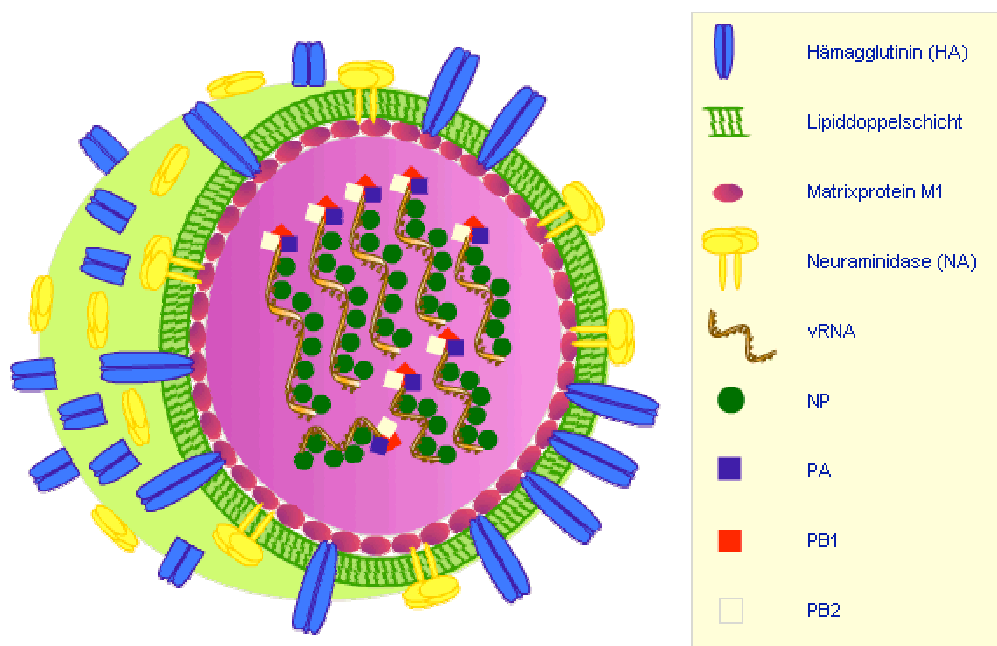 Hämagglutinin (HA)
Lipiddoppelschicht
Matrixprotein M1
Neuraminidase (NA)
vRNA
NP
PA
PB1
PB2